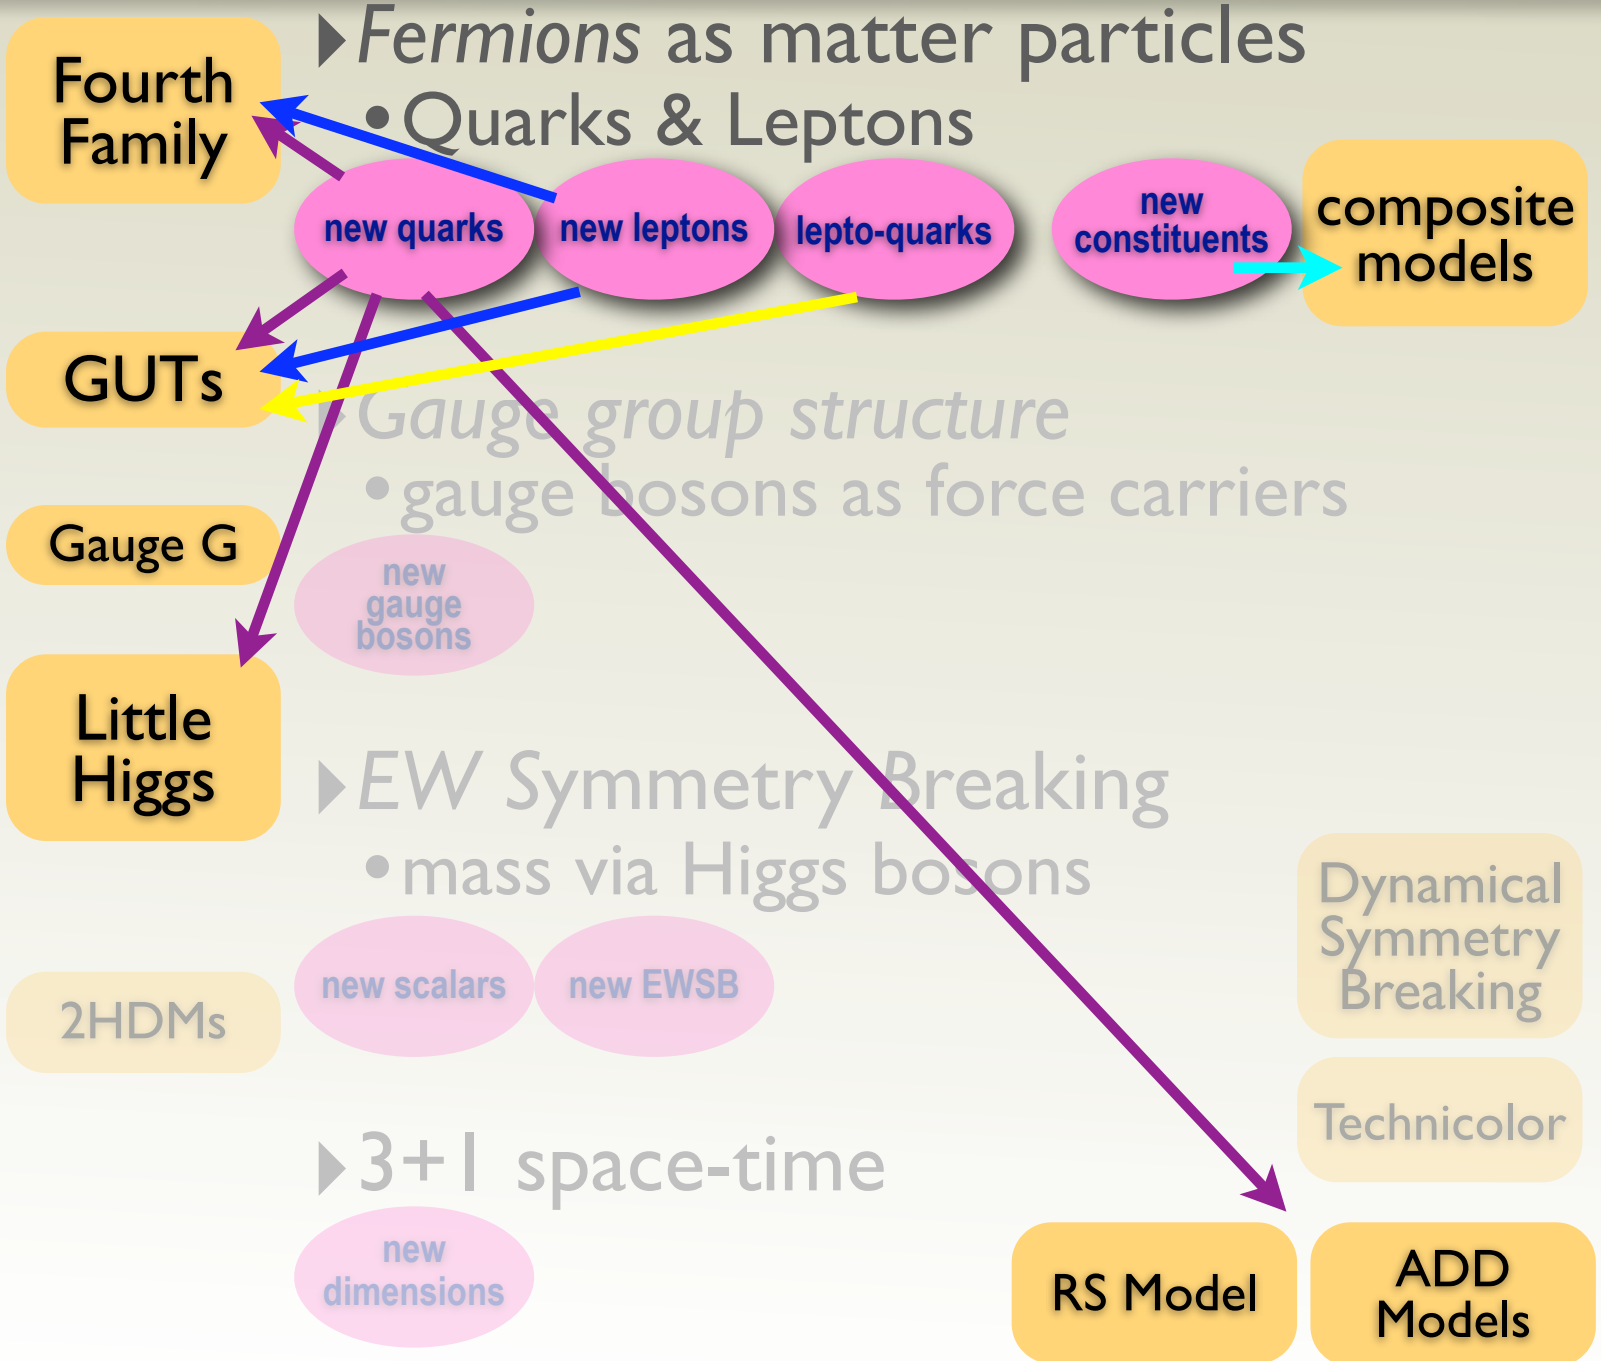 Fermions as matter particles
Fourth
Family
• Quarks & Leptons
new quarks
new leptons
lepto-quarks
new
constituents
composite
models
GUTs
Gauge group structure
• gauge bosons as force carriers
Gauge G
new
gauge
bosons
Little
Higgs
EW Symmetry Breaking
• mass via Higgs bosons
Dynamical
Symmetry
Breaking
2HDMs
new scalars
new EWSB
Technicolor
3+1 space-time
new
dimensions
RS Model
ADD
Models